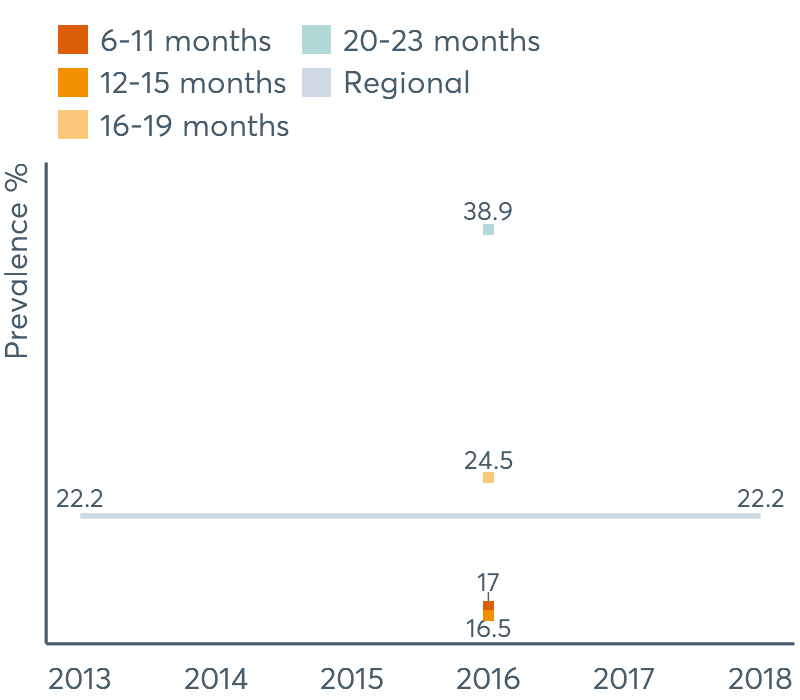 6-11 months
20-23 months
12-15 months
Regional
16-19 months
Prevalence %
38.9
24.5
22.2
22.2
17
16.5
2013
2014
2015
2016
2017
2018